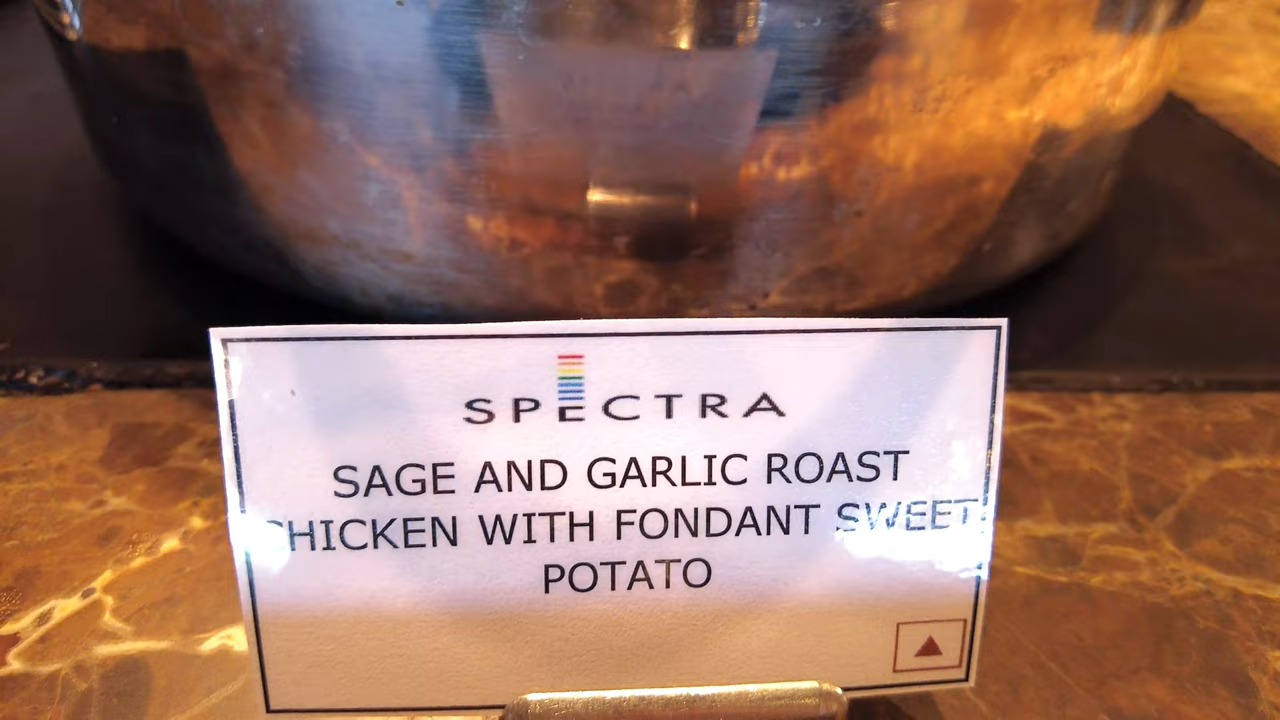 SPECTRA
SAGE AND GARLIC ROAST
CHICKEN WITH FONDANT SWEET
POTATO